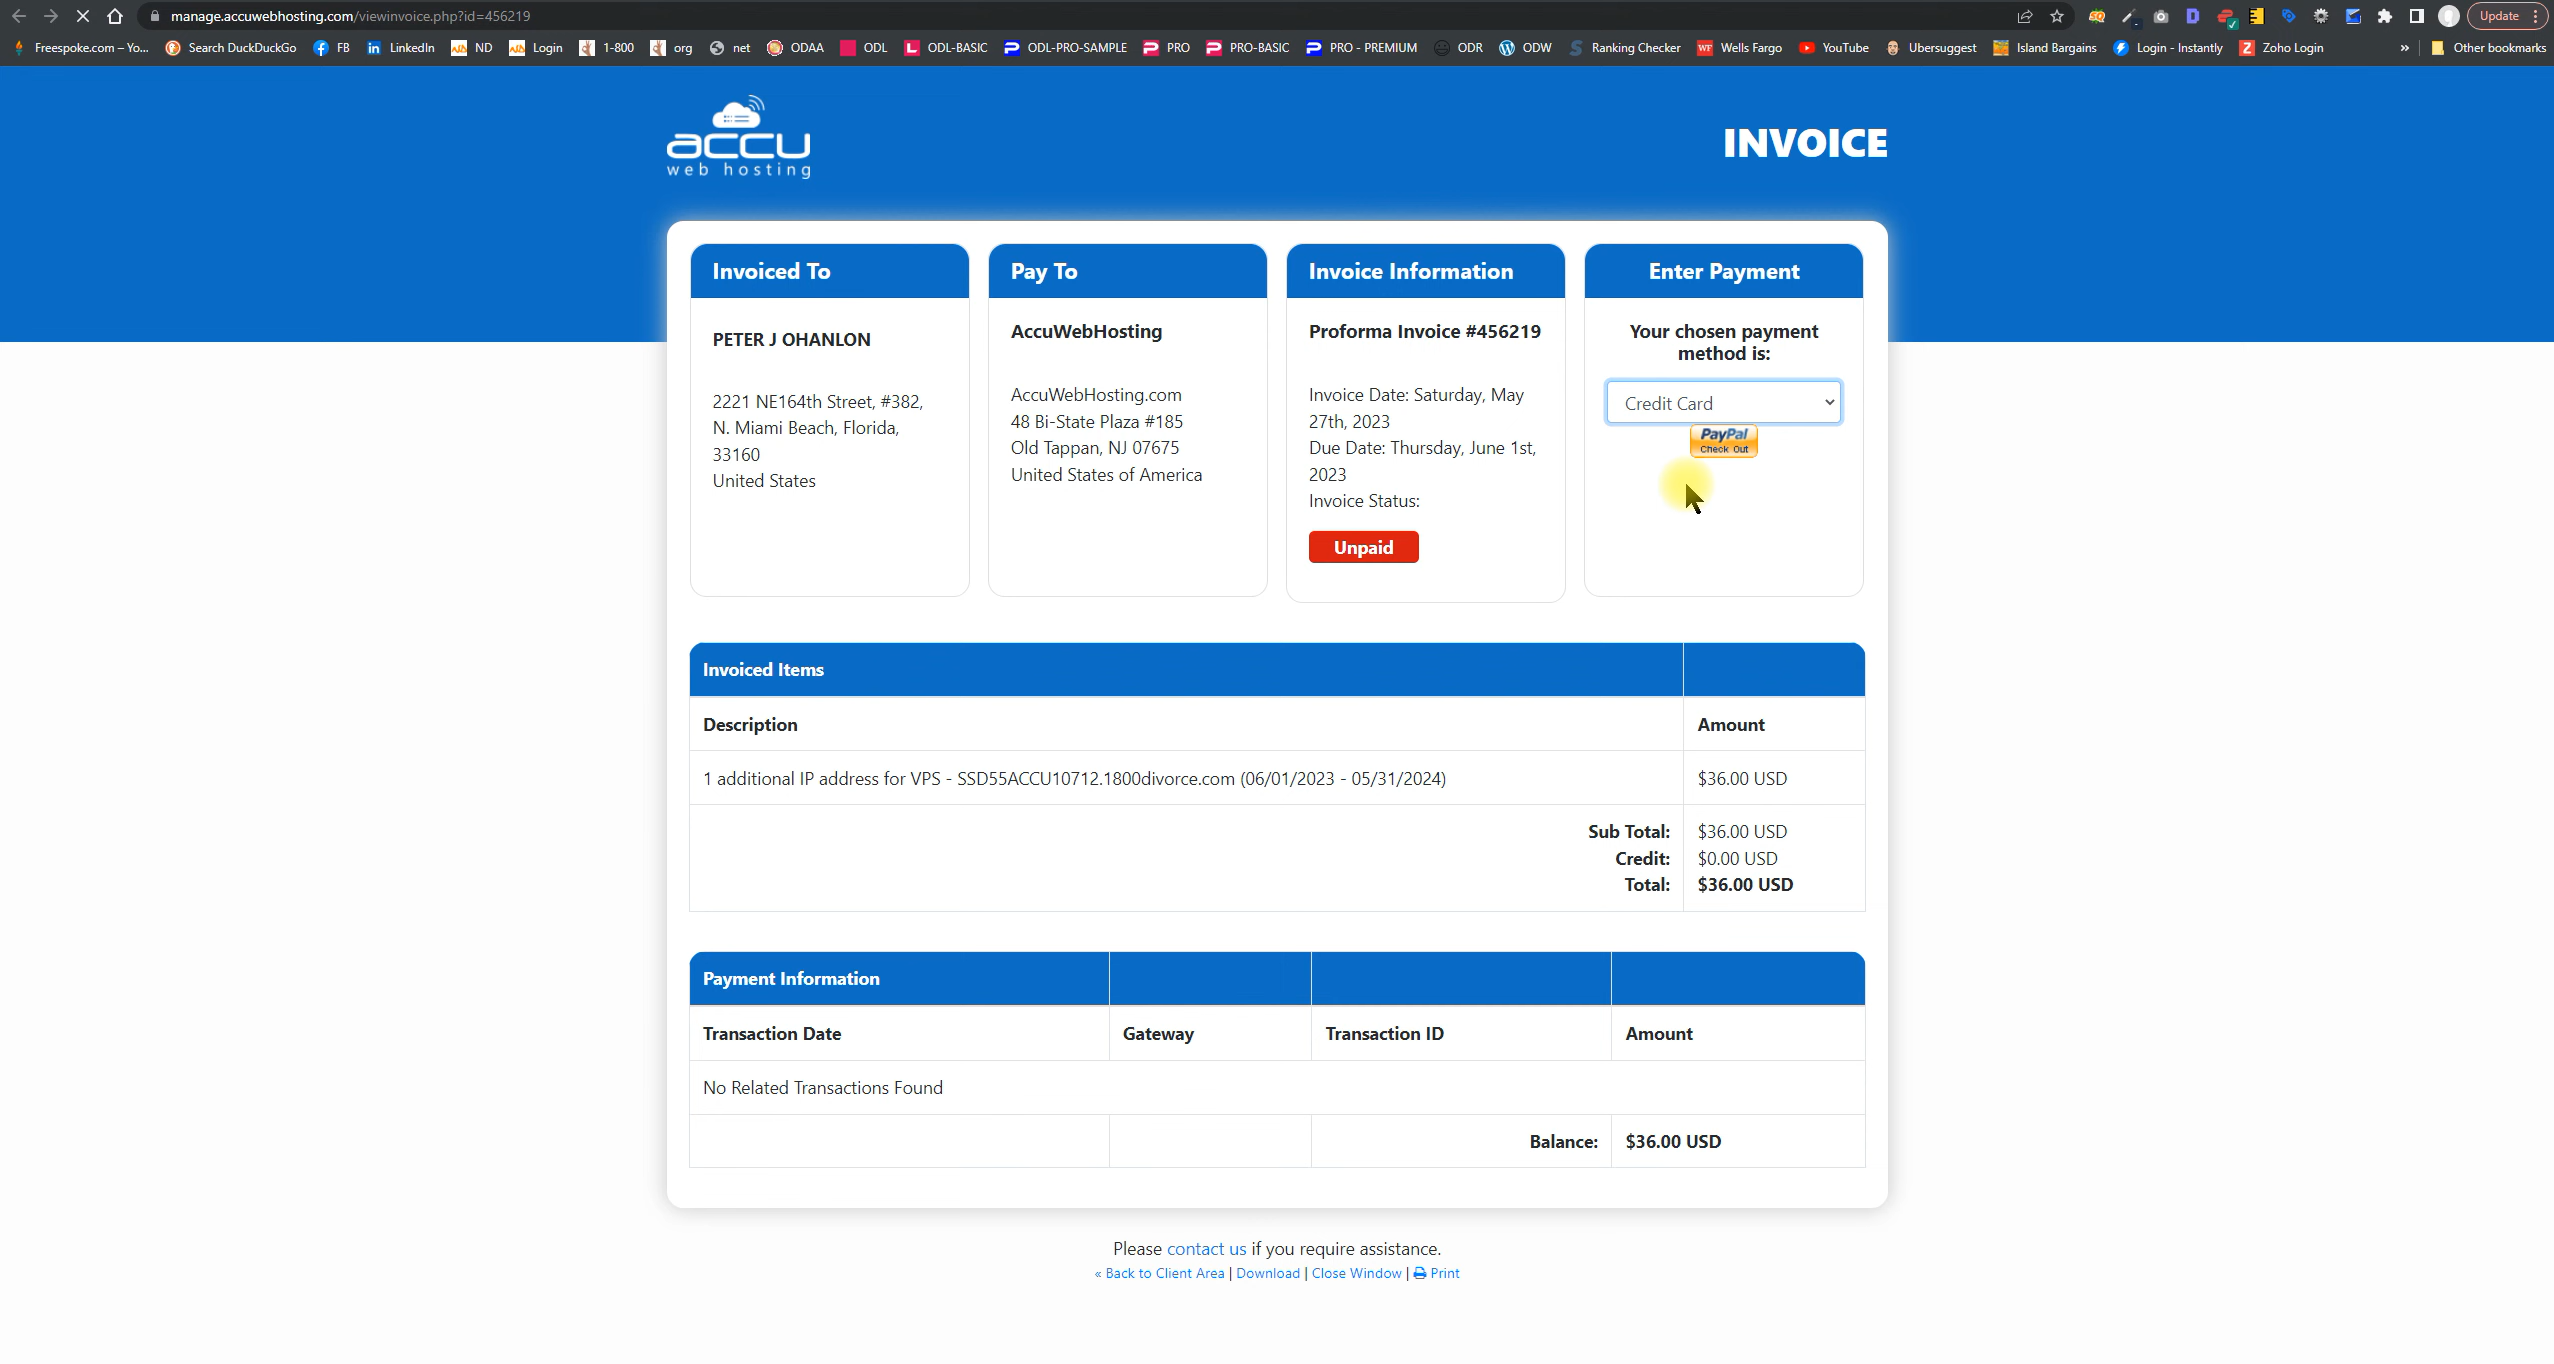 manage.accuwebhosting.com/viewinvoice.php?id=456219
Update
Freespoke.com – Yo... Search DuckDuckGo FB LinkedIn ND Login 1-800 org net ODAA ODL ODL-BASIC ODL-PRO-SAMPLE PRO PRO-BASIC PRO - PREMIUM ODR ODW Ranking Checker Wells Fargo YouTube Ubersuggest Island Bargains Login - Instantly Zoho Login » Other bookmarks
accu
web hosting
INVOICE
Invoiced To
PETER J OHANLON
2221 NE164th Street, #382,
N. Miami Beach, Florida,
33160
United States
Pay To
AccuWebHosting
AccuWebHosting.com
48 Bi-State Plaza #185
Old Tappan, NJ 07675
United States of America
Invoice Information
Proforma Invoice #456219
Invoice Date: Saturday, May
27th, 2023
Due Date: Thursday, June 1st,
2023
Invoice Status:
Unpaid
Enter Payment
Your chosen payment
method is:
Credit Card
PayPal
Check Out
Invoiced Items
Description Amount
1 additional IP address for VPS - SSD55ACCU10712.1800divorce.com (06/01/2023 - 05/31/2024) $36.00 USD
Sub Total: $36.00 USD
Credit: $0.00 USD
Total: $36.00 USD
Payment Information
Transaction Date Gateway Transaction ID Amount
No Related Transactions Found
Balance: $36.00 USD
Please contact us if you require assistance.
« Back to Client Area | Download | Close Window | Print